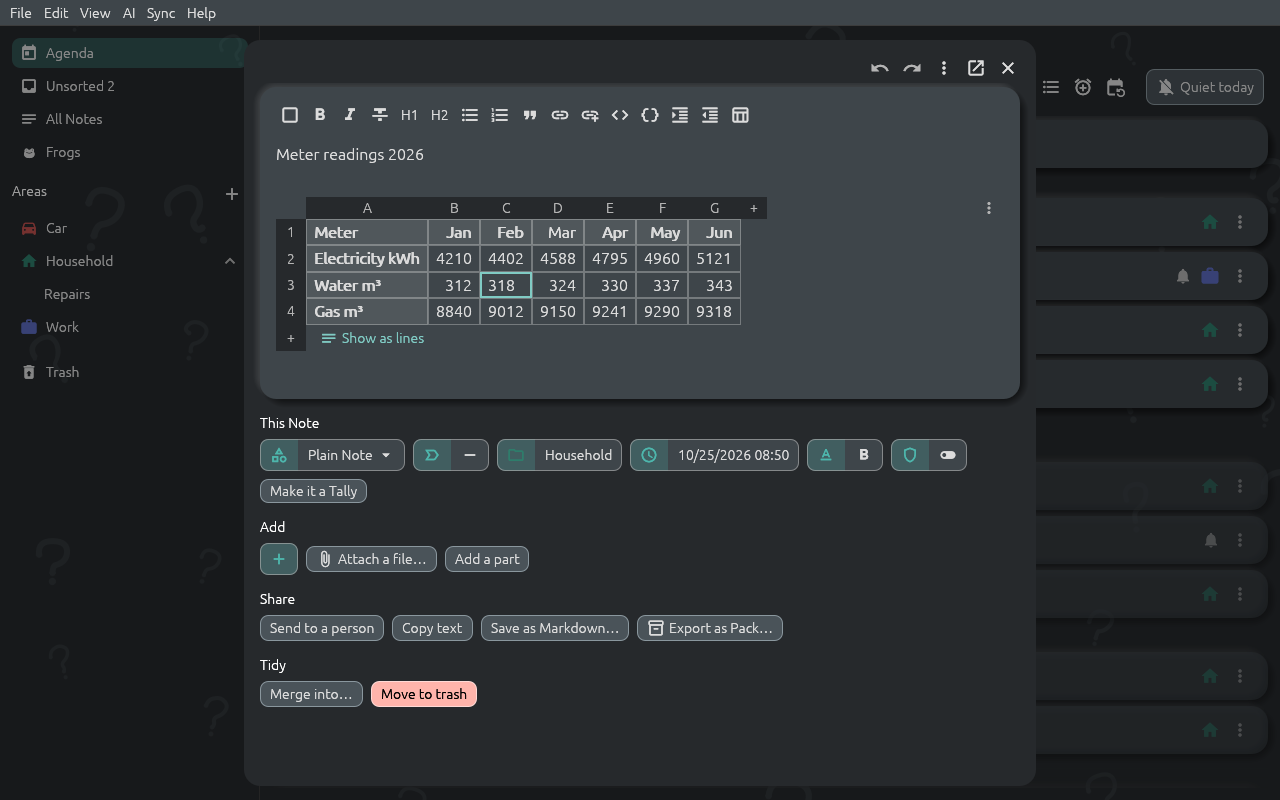 File Edit View AI Sync Help
Agenda
Unsorted 2
All Notes
Frogs
Areas
Car
Household
Repairs
Work
Trash
Quiet today
H1 H2
Meter readings 2026
A B C D E F G +
1 Meter Jan Feb Mar Apr May Jun
2 Electricity kWh 4210 4402 4588 4795 4960 5121
3 Water m³ 312 318 324 330 337 343
4 Gas m³ 8840 9012 9150 9241 9290 9318
+ Show as lines
This Note
Plain Note Household 10/25/2026 08:50 A B
Make it a Tally
Add
Attach a file... Add a part
Share
Send to a person Copy text Save as Markdown... Export as Pack...
Tidy
Merge into... Move to trash